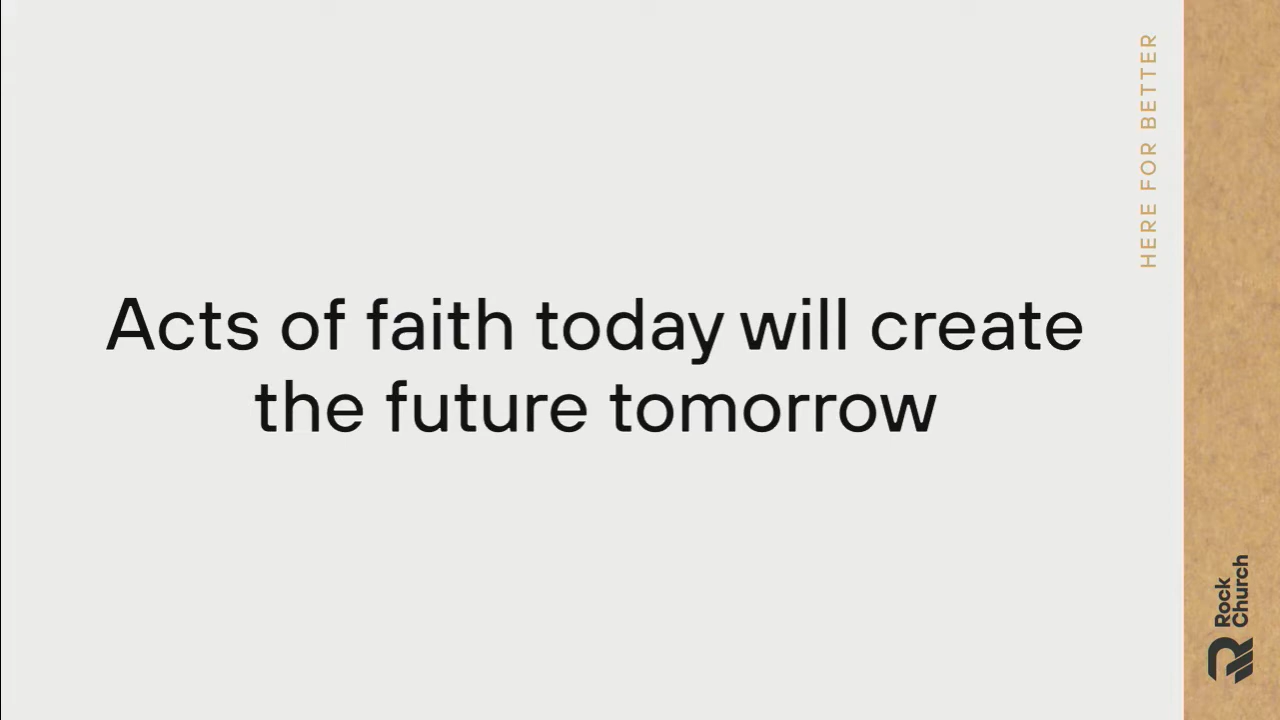 Acts of faith today will create
the future tomorrow
HERE FOR BETTER
Rock
Church